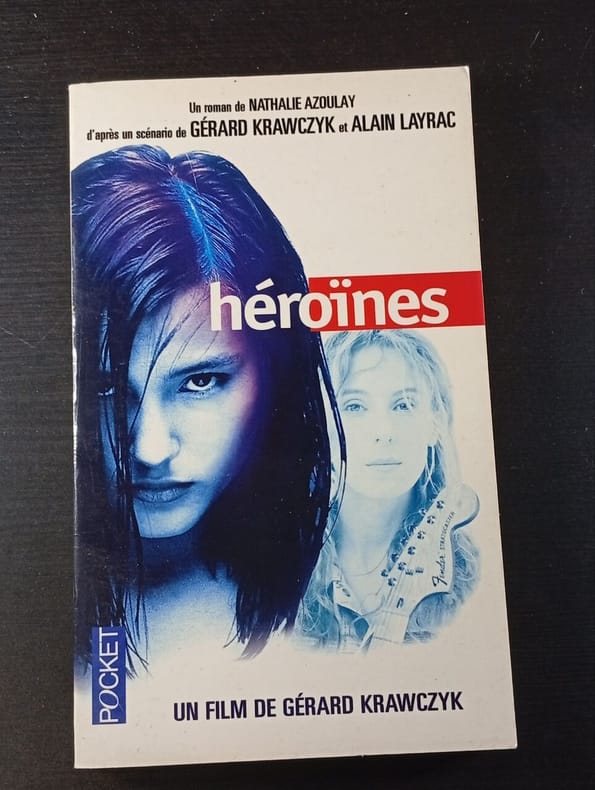 Un roman de NATHALIE AZOULAY
d'après un scénario de GÉRARD KRAWCZYK et ALAIN LAYRAC
héroïnes
Fender STRATOCASTER
POCKET
UN FILM DE GÉRARD KRAWCZYK